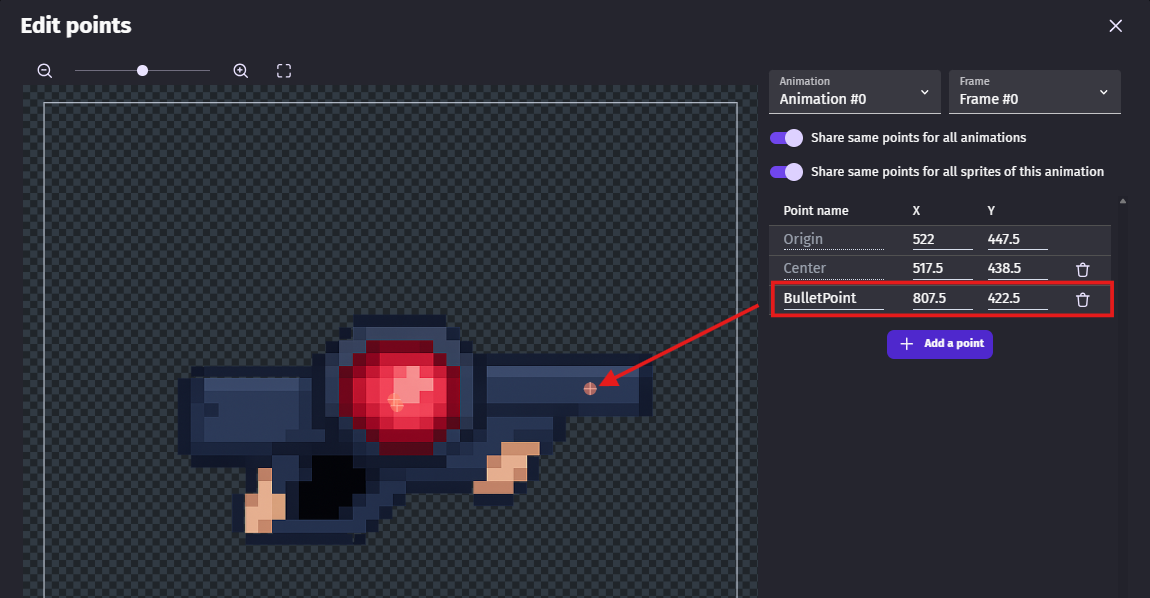 Edit points
Animation
Animation #0
Frame
Frame #0
Share same points for all animations
Share same points for all sprites of this animation
Point name X Y
Origin 522 447.5
Center 517.5 438.5
BulletPoint 807.5 422.5
Add a point